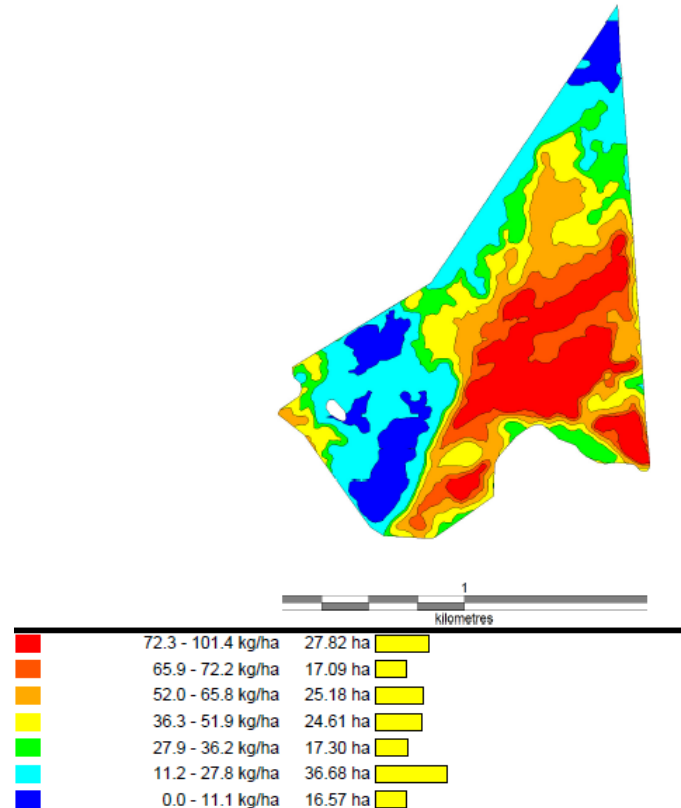 1
kilometres
72.3 - 101.4 kg/ha 27.82 ha
65.9 - 72.2 kg/ha 17.09 ha
52.0 - 65.8 kg/ha 25.18 ha
36.3 - 51.9 kg/ha 24.61 ha
27.9 - 36.2 kg/ha 17.30 ha
11.2 - 27.8 kg/ha 36.68 ha
0.0 - 11.1 kg/ha 16.57 ha